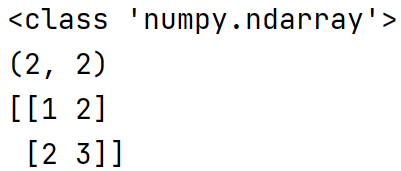 <class 'numpy.ndarray'>
(2, 2)
[[1 2]
 [2 3]]